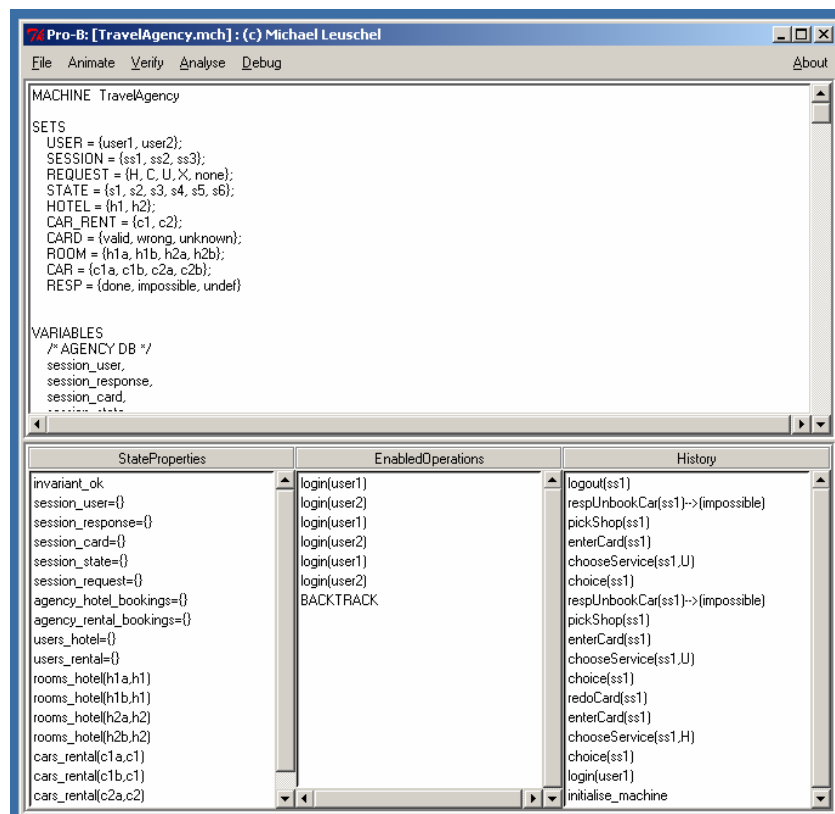 Pro-B: [TravelAgency.mch] : (c) Michael Leuschel
File Animate Verify Analyse Debug About
MACHINE TravelAgency
SETS
USER = {user1, user2};
SESSION = {ss1, ss2, ss3};
REQUEST = {H, C, U, X, none};
STATE = {s1, s2, s3, s4, s5, s6};
HOTEL = {h1, h2};
CAR_RENT = {c1, c2};
CARD = {valid, wrong, unknown};
ROOM = {h1a, h1b, h2a, h2b};
CAR = {c1a, c1b, c2a, c2b};
RESP = {done, impossible, undef}
VARIABLES
/* AGENCY DB */
session_user,
session_response,
session_card,
StateProperties
invariant_ok
session_user={}
session_response={}
session_card={}
session_state={}
session_request={}
agency_hotel_bookings={}
agency_rental_bookings={}
users_hotel={}
users_rental={}
rooms_hotel(h1a,h1)
rooms_hotel(h1b,h1)
rooms_hotel(h2a,h2)
rooms_hotel(h2b,h2)
cars_rental(c1a,c1)
cars_rental(c1b,c1)
cars_rental(c2a,c2)
EnabledOperations
login(user1)
login(user2)
login(user1)
login(user2)
login(user1)
login(user2)
BACKTRACK
History
logout(ss1)
respUnbookCar(ss1)-->(impossible)
pickShop(ss1)
enterCard(ss1)
chooseService(ss1,U)
choice(ss1)
respUnbookCar(ss1)-->(impossible)
pickShop(ss1)
enterCard(ss1)
chooseService(ss1,U)
choice(ss1)
redoCard(ss1)
enterCard(ss1)
chooseService(ss1,H)
choice(ss1)
login(user1)
initialise_machine